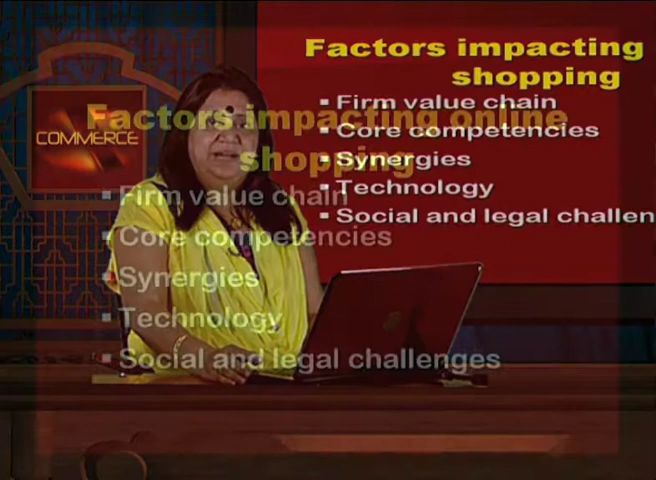 Factors impacting
shopping
▪ Firm value chain
▪ Core competencies
▪ Synergies
▪ Technology
▪ Social and legal challen
COMMERCE
Factors impacting online
shopping
▪ Firm value chain
▪ Core competencies
▪ Synergies
▪ Technology
▪ Social and legal challenges